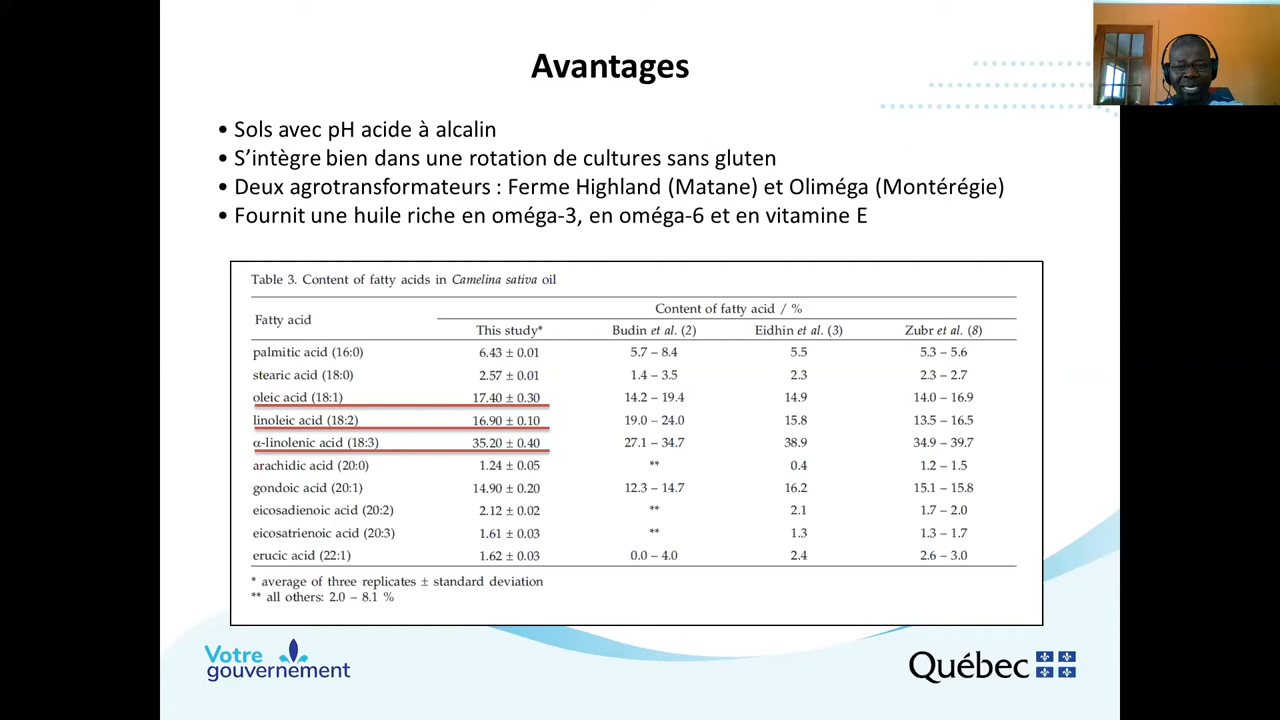 Avantages
• Sols avec pH acide à alcalin
• S'intègre bien dans une rotation de cultures sans gluten
• Deux agrotransformateurs : Ferme Highland (Matane) et Oliméga (Montérégie)
• Fournit une huile riche en oméga-3, en oméga-6 et en vitamine E
Table 3. Content of fatty acids in Camelina sativa oil
Fatty acid Content of fatty acid / %
This study* Budin et al. (2) Eidhin et al. (3) Zubr et al. (8)
palmitic acid (16:0) 6.43 ± 0.01 5.7 – 8.4 5.5 5.3 – 5.6
stearic acid (18:0) 2.57 ± 0.01 1.4 – 3.5 2.3 2.3 – 2.7
oleic acid (18:1) 17.40 ± 0.30 14.2 – 19.4 14.9 14.0 – 16.9
linoleic acid (18:2) 16.90 ± 0.10 19.0 – 24.0 15.8 13.5 – 16.5
α-linolenic acid (18:3) 35.20 ± 0.40 27.1 – 34.7 38.9 34.9 – 39.7
arachidic acid (20:0) 1.24 ± 0.05 ** 0.4 1.2 – 1.5
gondoic acid (20:1) 14.90 ± 0.20 12.3 – 14.7 16.2 15.1 – 15.8
eicosadienoic acid (20:2) 2.12 ± 0.02 ** 2.1 1.7 – 2.0
eicosatrienoic acid (20:3) 1.61 ± 0.03 ** 1.3 1.3 – 1.7
erucic acid (22:1) 1.62 ± 0.03 0.0 – 4.0 2.4 2.6 – 3.0
* average of three replicates ± standard deviation
** all others: 2.0 – 8.1 %
Votre
gouvernement
Québec